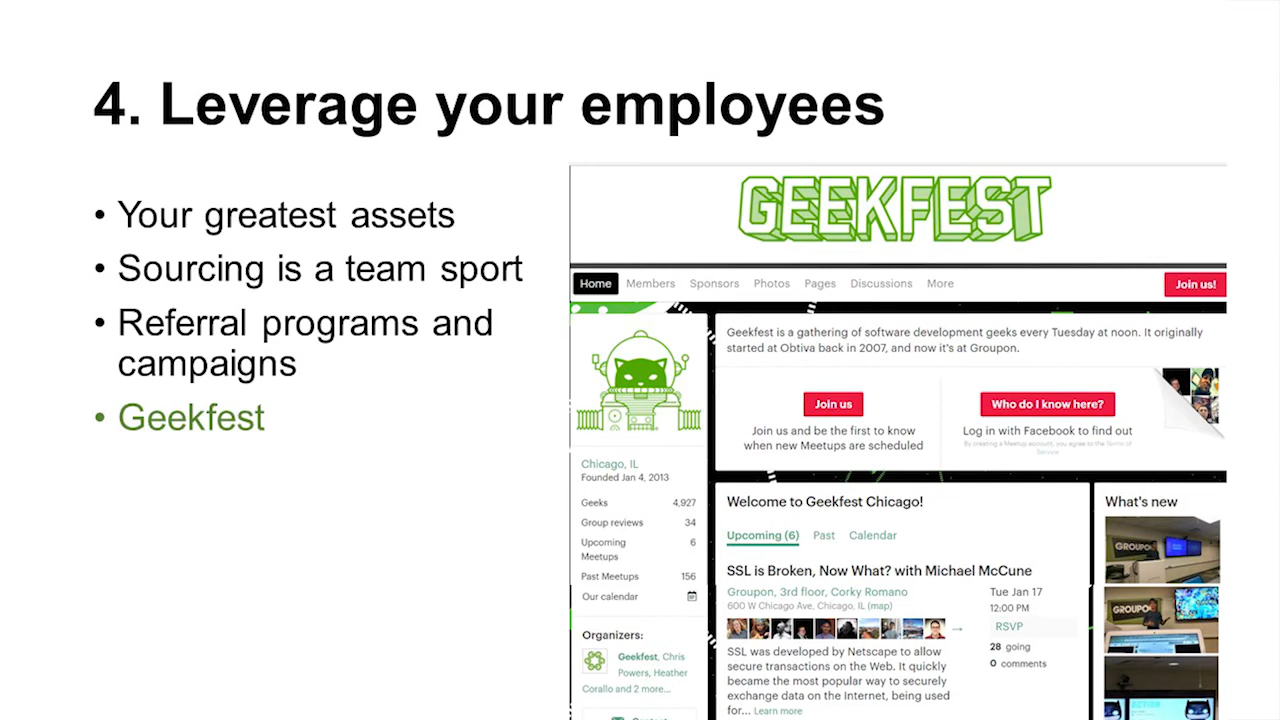 4. Leverage your employees
• Your greatest assets
• Sourcing is a team sport
• Referral programs and
campaigns
• Geekfest
GEEKFEST
Home Members Sponsors Photos Pages Discussions More Join us!
Geekfest is a gathering of software development geeks every Tuesday at noon. It originally
started at Obtiva back in 2007, and now it's at Groupon.
Join us
Join us and be the first to know
when new Meetups are scheduled
Who do I know here?
Log in with Facebook to find out
By creating a Meetup account, you agree to the Terms of
Service
Chicago, IL
Founded Jan 4, 2013
Geeks 4,927
Group reviews 34
Upcoming 6
Meetups
Past Meetups 156
Our calendar
Organizers:
Geekfest, Chris
Powers, Heather
Corallo and 2 more...
Welcome to Geekfest Chicago!
Upcoming (6) Past Calendar
SSL is Broken, Now What? with Michael McCune
Groupon, 3rd floor, Corky Romano
600 W Chicago Ave, Chicago, IL (map)
Tue Jan 17
12:00 PM
RSVP
28 going
0 comments
SSL was developed by Netscape to allow
secure transactions on the Web. It quickly
became the most popular way to securely
exchange data on the Internet, being used
for... Learn more
What's new
GROUPO
GROUPO